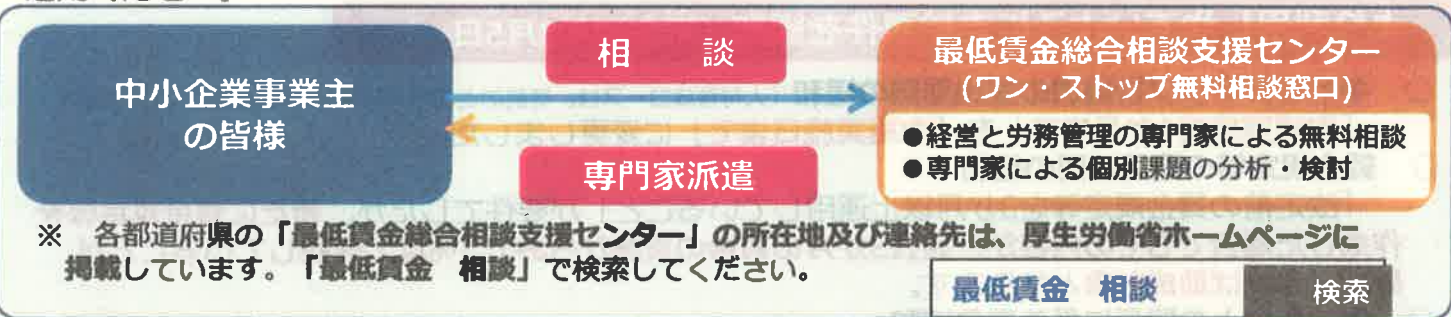 中小企業事業主
の皆様
相 談
専門家派遣
最低賃金総合相談支援センター
(ワン・ストップ無料相談窓口)
●経営と労務管理の専門家による無料相談
●専門家による個別課題の分析・検討
※ 各都道府県の「最低賃金総合相談支援センター」の所在地及び連絡先は、厚生労働省ホームページに
掲載しています。「最低賃金 相談」で検索してください。
最低賃金 相談 検索